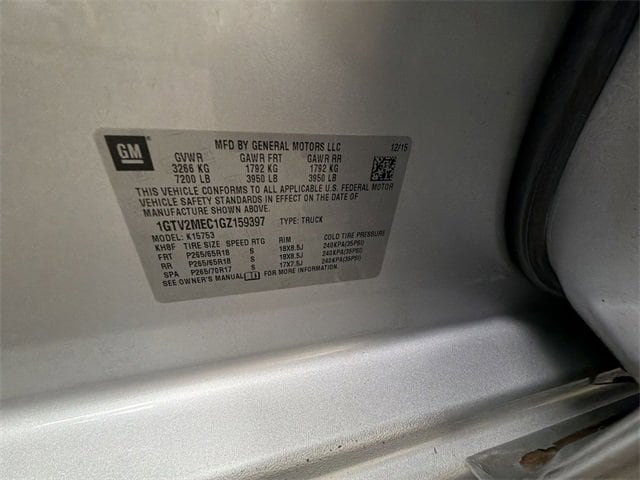 GM
MFD BY GENERAL MOTORS LLC 12/15
GVWR GAWR FRT GAWR RR
3266 KG 1792 KG 1792 KG
7200 LB 3950 LB 3950 LB
THIS VEHICLE CONFORMS TO ALL APPLICABLE U.S. FEDERAL MOTOR
VEHICLE SAFETY STANDARDS IN EFFECT ON THE DATE OF MANUFACTURE
SHOWN ABOVE.
1GTV2MEC1GZ159397 TYPE: TRUCK
MODEL: K15753
KHBF TIRE SIZE SPEED RTG RIM COLD TIRE PRESSURE
FRT P265/65R18 S 18X8.5J 240KPA(35PSI)
RR P265/65R18 S 18X8.5J 240KPA(35PSI)
SPA P265/70R17 S 17X7.5J 240KPA(35PSI)
SEE OWNER'S MANUAL FOR MORE INFORMATION.